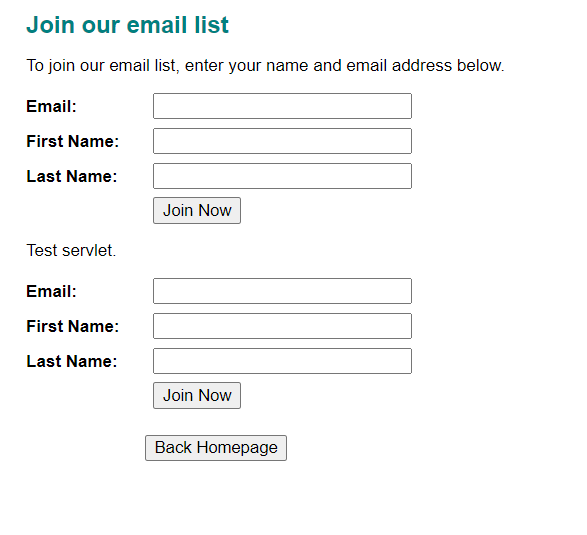 Join our email list
To join our email list, enter your name and email address below.
Email:
First Name:
Last Name:
Join Now
Test servlet.
Email:
First Name:
Last Name:
Join Now
Back Homepage